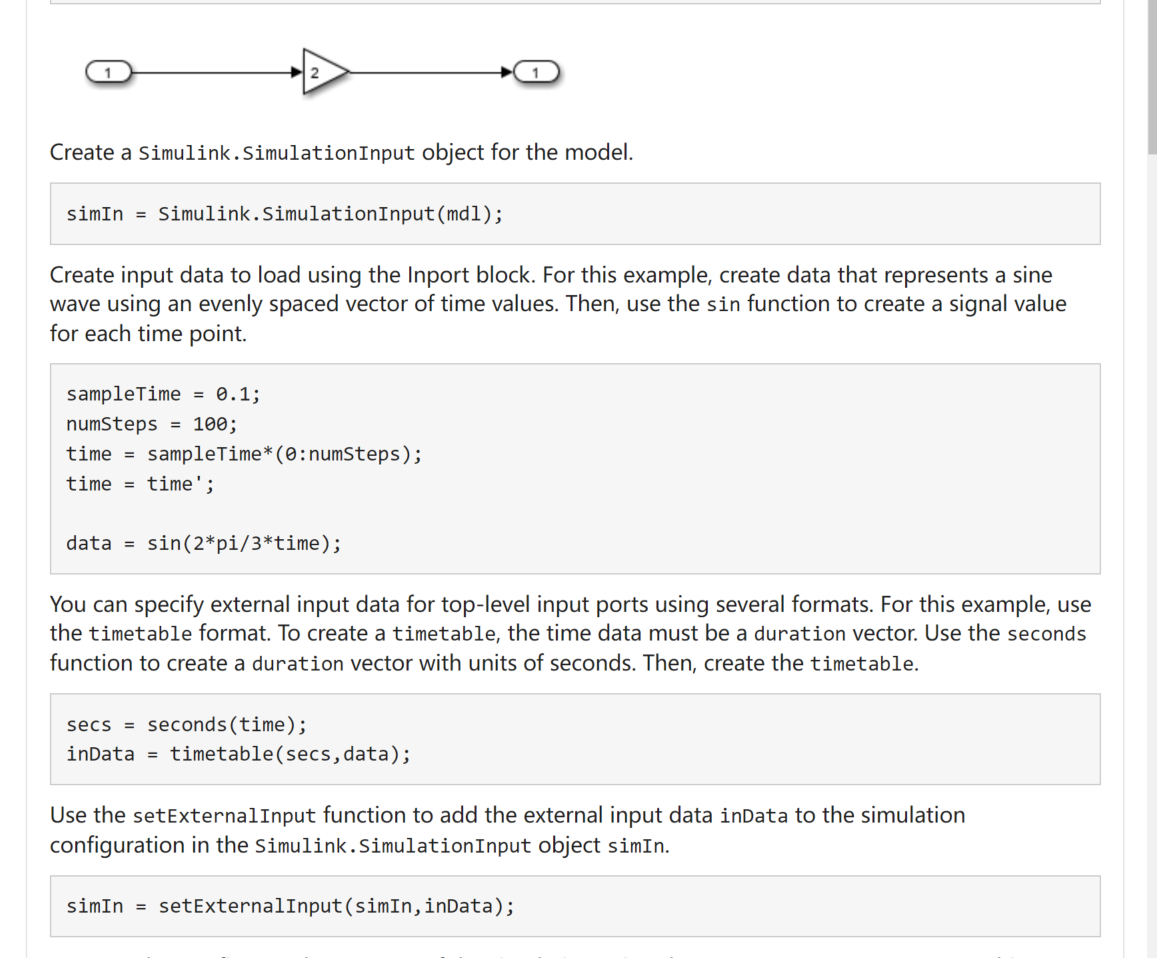 1
2
1
Create a Simulink.SimulationInput object for the model.
simIn = Simulink.SimulationInput(mdl);
Create input data to load using the Inport block. For this example, create data that represents a sine
wave using an evenly spaced vector of time values. Then, use the sin function to create a signal value
for each time point.
sampleTime = 0.1;
numSteps = 100;
time = sampleTime*(0:numSteps);
time = time';
data = sin(2*pi/3*time);
You can specify external input data for top-level input ports using several formats. For this example, use
the timetable format. To create a timetable, the time data must be a duration vector. Use the seconds
function to create a duration vector with units of seconds. Then, create the timetable.
secs = seconds(time);
inData = timetable(secs,data);
Use the setExternalInput function to add the external input data inData to the simulation
configuration in the Simulink.SimulationInput object simIn.
simIn = setExternalInput(simIn,inData);